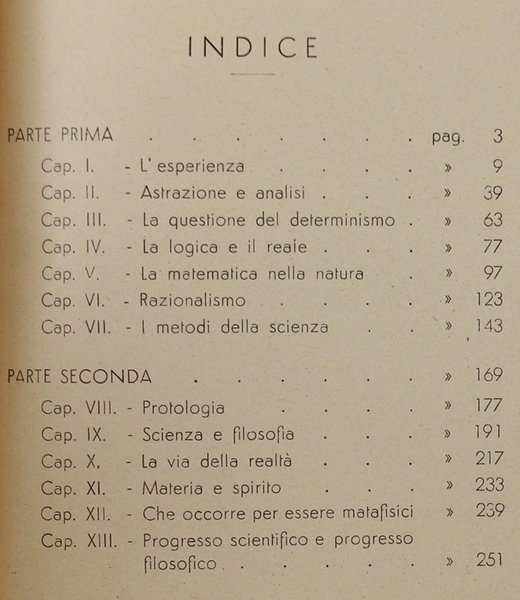 INDICE
PARTE PRIMA . . . . . . . pag. 3
Cap. I. - L'esperienza . . . . » 9
Cap. II. - Astrazione e analisi . . . » 39
Cap. III. - La questione del determinismo . » 63
Cap. IV. - La logica e il reale . . . » 77
Cap. V. - La matematica nella natura . » 97
Cap. VI. - Razionalismo . . . . » 123
Cap. VII. - I metodi della scienza . . » 143
PARTE SECONDA . . . . . . » 169
Cap. VIII. - Protologia . . . . » 177
Cap. IX. - Scienza e filosofia . . . » 191
Cap. X. - La via della realtà . . . » 217
Cap. XI. - Materia e spirito . . . » 233
Cap. XII. - Che occorre per essere matafisici » 239
Cap. XIII. - Progresso scientifico e progresso
filosofico . . . . . » 251